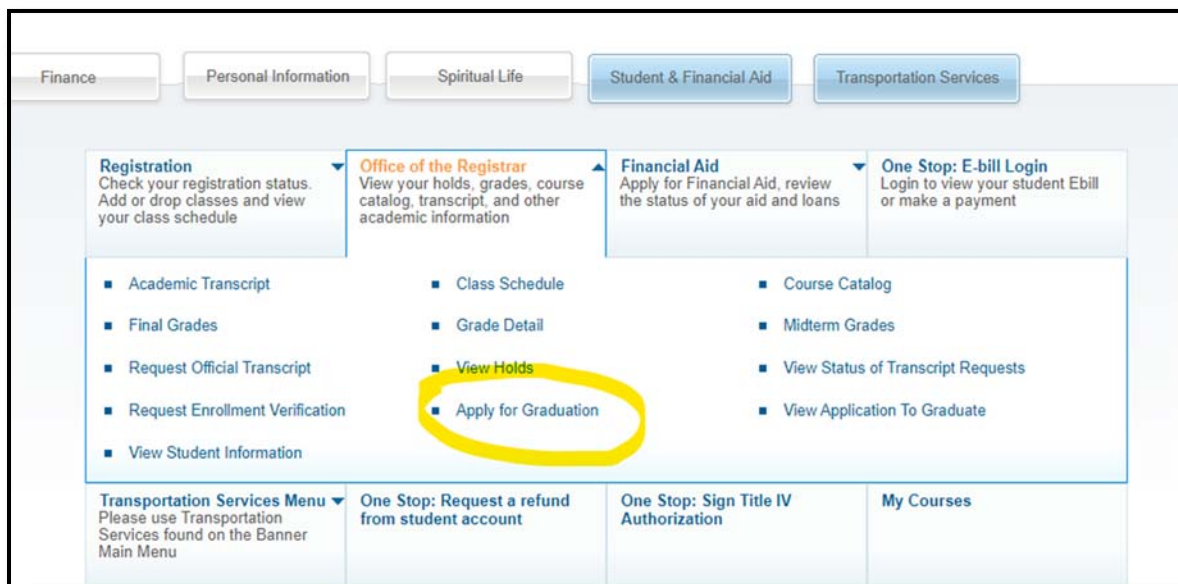 Finance
Personal Information
Spiritual Life
Student & Financial Aid
Transportation Services
Registration
Check your registration status.
Add or drop classes and view
your class schedule
Office of the Registrar
View your holds, grades, course
catalog, transcript, and other
academic information
Financial Aid
Apply for Financial Aid, review
the status of your aid and loans
One Stop: E-bill Login
Login to view your student Ebill
or make a payment
Academic Transcript
Class Schedule
Course Catalog
Final Grades
Grade Detail
Midterm Grades
Request Official Transcript
View Holds
View Status of Transcript Requests
Request Enrollment Verification
Apply for Graduation
View Application To Graduate
View Student Information
Transportation Services Menu
Please use Transportation
Services found on the Banner
Main Menu
One Stop: Request a refund
from student account
One Stop: Sign Title IV
Authorization
My Courses